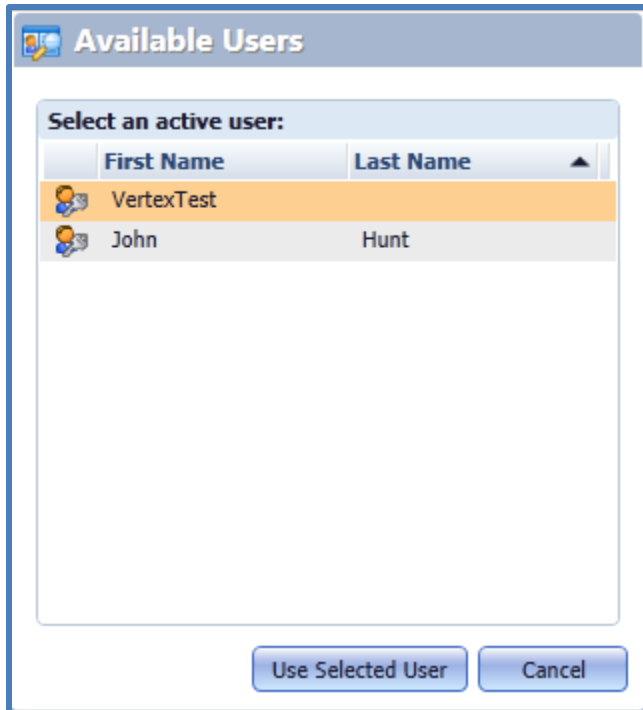 Available Users
Select an active user:
First Name Last Name
VertexTest
John Hunt
Use Selected User Cancel